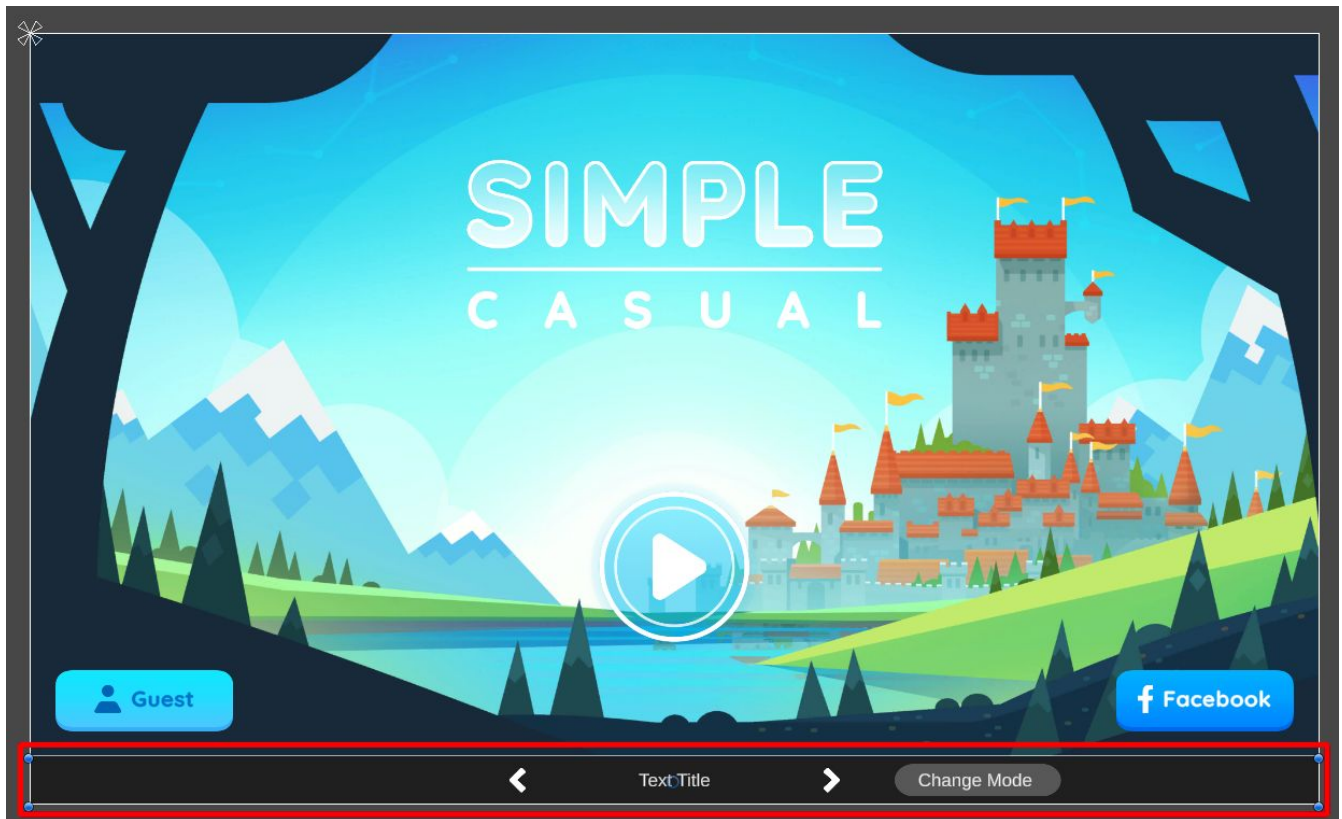 SIMPLE
CASUAL
Guest
Facebook
Text Title
Change Mode